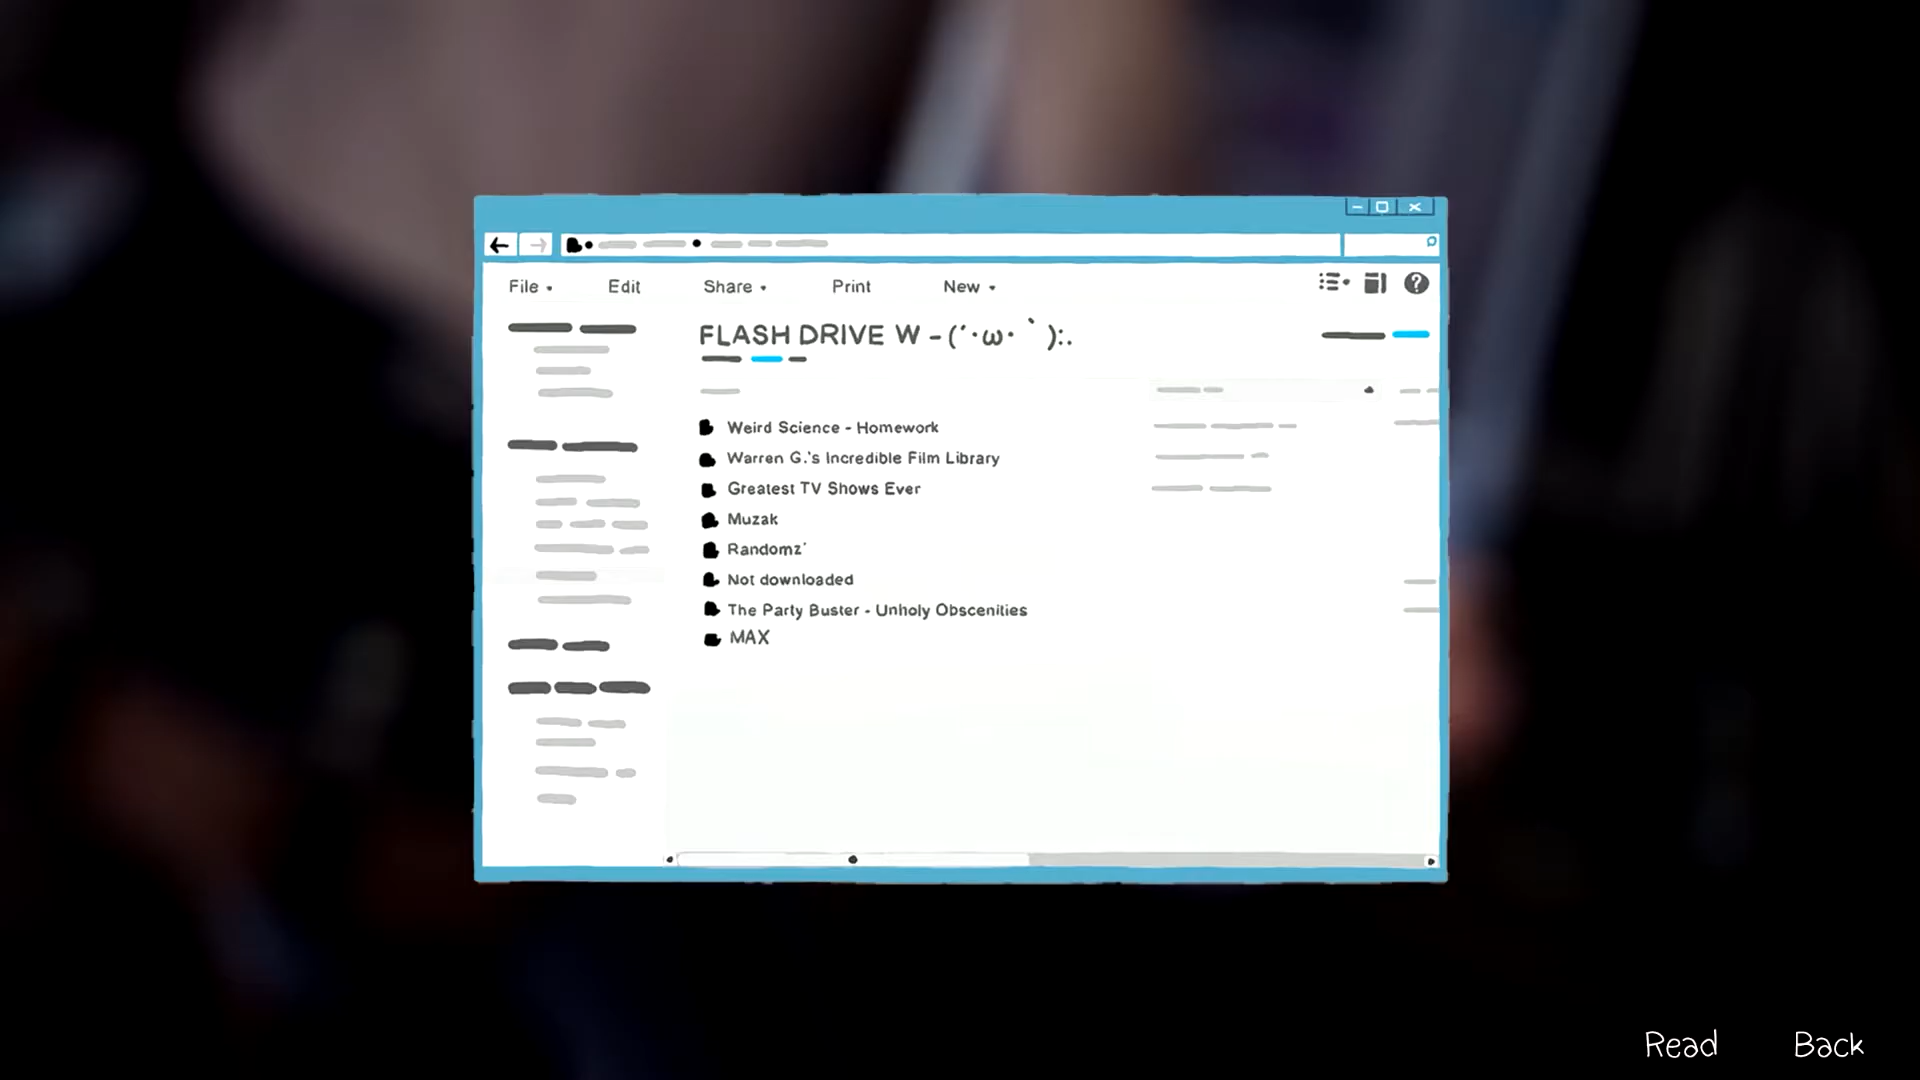 File
Edit
Share
Print
New
FLASH DRIVE W - (´･ω･ ` ):.
Weird Science - Homework
Warren G.'s Incredible Film Library
Greatest TV Shows Ever
Muzak
Randomz'
Not downloaded
The Party Buster - Unholy Obscenities
MAX
Read
Back